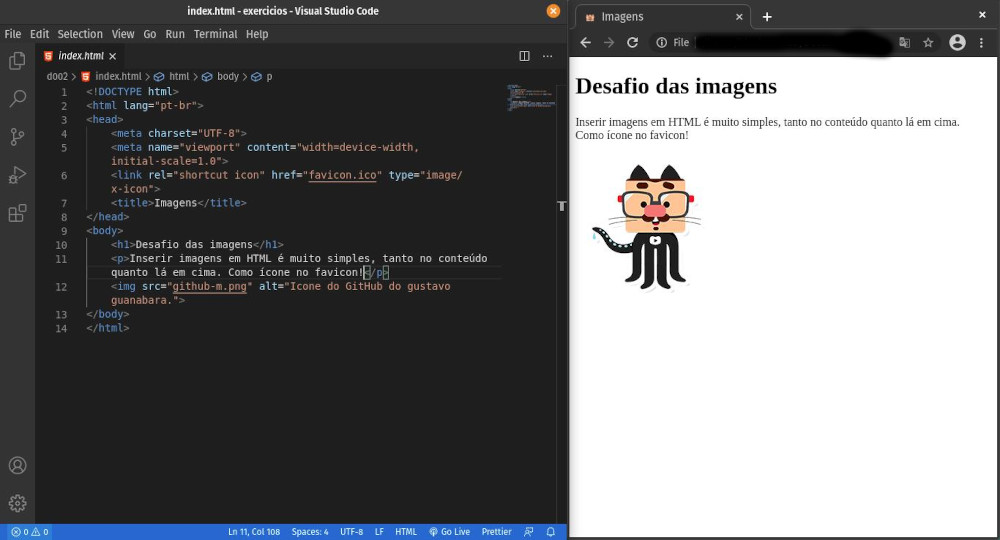 index.html - exercicios - Visual Studio Code
File Edit Selection View Go Run Terminal Help
index.html
d002 > index.html > html > body > p
1 <!DOCTYPE html>
2 <html lang="pt-br">
3 <head>
4 <meta charset="UTF-8">
5 <meta name="viewport" content="width=device-width,
initial-scale=1.0">
6 <link rel="shortcut icon" href="favicon.ico" type="image/
x-icon">
7 <title>Imagens</title>
8 </head>
9 <body>
10 <h1>Desafio das imagens</h1>
11 <p>Inserir imagens em HTML é muito simples, tanto no conteúdo
quanto lá em cima. Como ícone no favicon!</p>
12 <img src="github-m.png" alt="Icone do GitHub do gustavo
guanabara.">
13 </body>
14 </html>
0 0 Ln 11, Col 108 Spaces: 4 UTF-8 LF HTML Go Live Prettier
Imagens
File
Desafio das imagens
Inserir imagens em HTML é muito simples, tanto no conteúdo quanto lá em cima.
Como ícone no favicon!